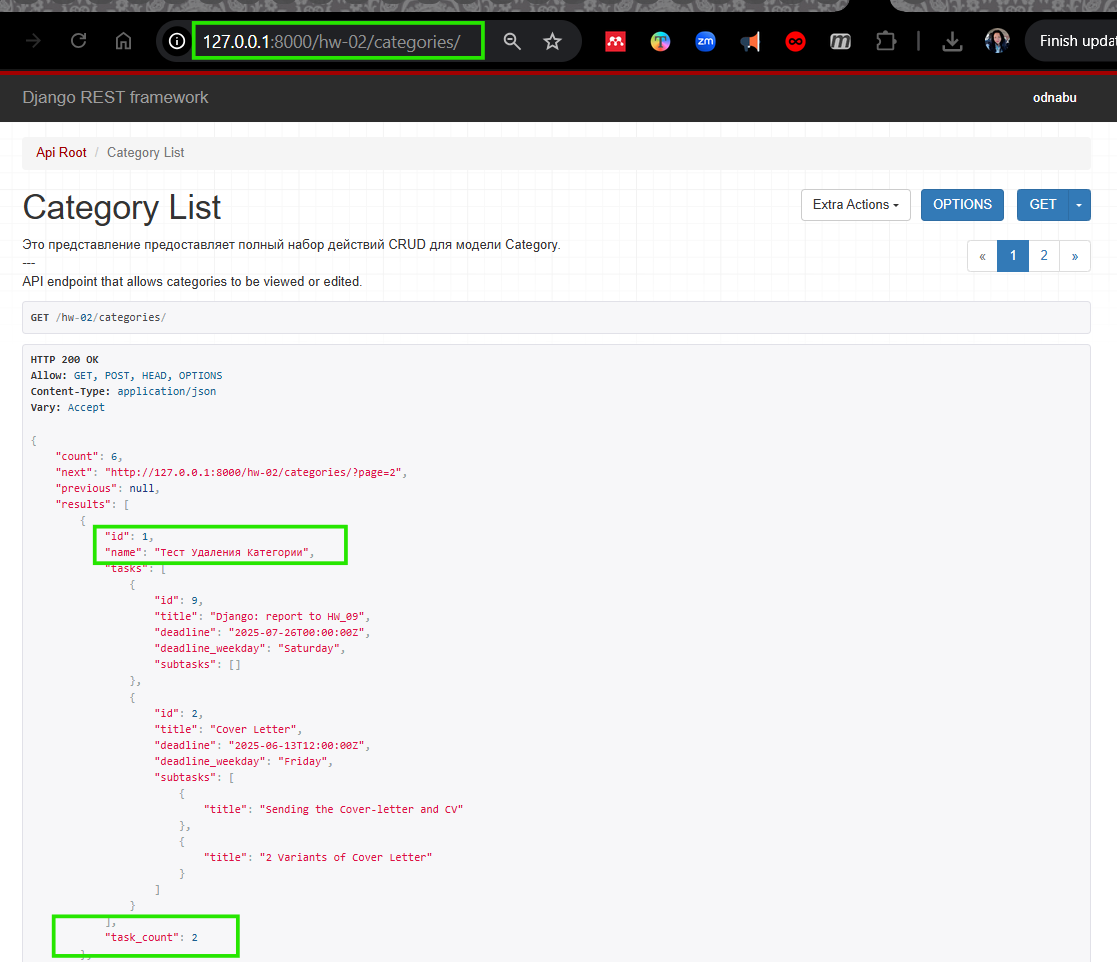 127.0.0.1:8000/hw-02/categories/
zm
m
Finish upda
Django REST framework
odnabu
Api Root / Category List
Category List
Extra Actions
OPTIONS
GET
Это представление предоставляет полный набор действий CRUD для модели Category.
---
API endpoint that allows categories to be viewed or edited.
« 1 2 »
GET /hw-02/categories/
HTTP 200 OK
Allow: GET, POST, HEAD, OPTIONS
Content-Type: application/json
Vary: Accept
{
"count": 6,
"next": "http://127.0.0.1:8000/hw-02/categories/?page=2",
"previous": null,
"results": [
{
"id": 1,
"name": "Тест Удаления Категории",
"tasks": [
{
"id": 9,
"title": "Django: report to HW_09",
"deadline": "2025-07-26T00:00:00Z",
"deadline_weekday": "Saturday",
"subtasks": []
},
{
"id": 2,
"title": "Cover Letter",
"deadline": "2025-06-13T12:00:00Z",
"deadline_weekday": "Friday",
"subtasks": [
{
"title": "Sending the Cover-letter and CV"
},
{
"title": "2 Variants of Cover Letter"
}
]
}
],
"task_count": 2
},